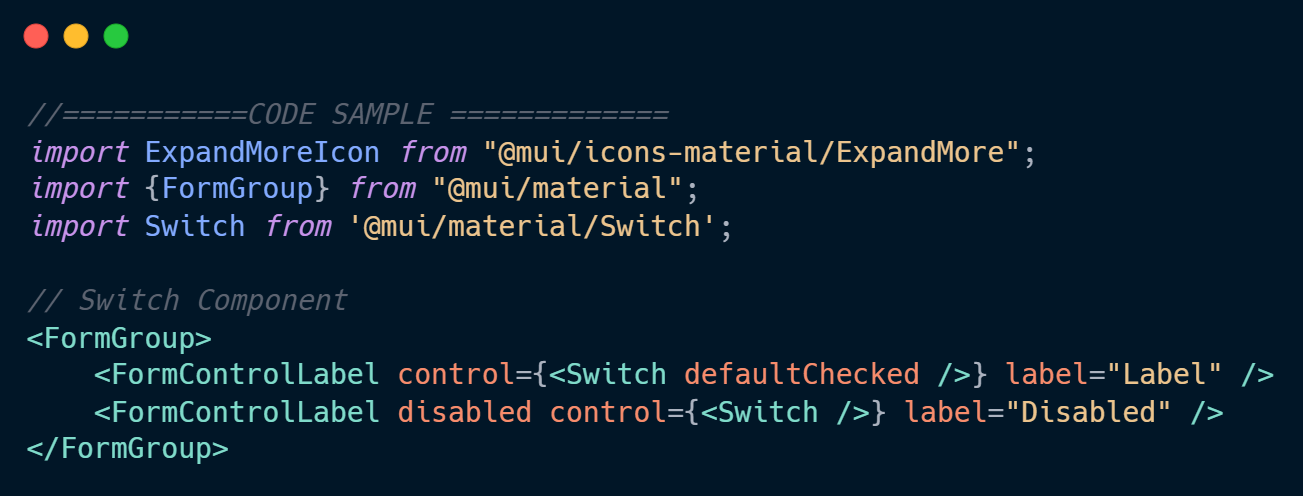 //===========CODE SAMPLE =============
import ExpandMoreIcon from "@mui/icons-material/ExpandMore";
import {FormGroup} from "@mui/material";
import Switch from '@mui/material/Switch';
// Switch Component
<FormGroup>
    <FormControlLabel control={<Switch defaultChecked />} label="Label" />
    <FormControlLabel disabled control={<Switch />} label="Disabled" />
</FormGroup>